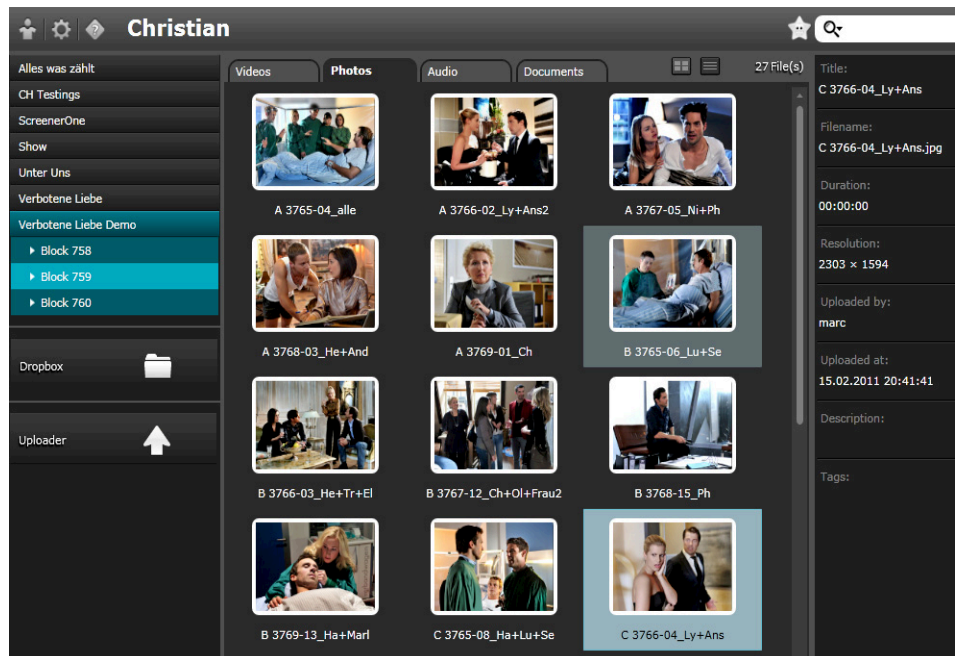 Christian
Alles was zählt
CH Testings
ScreenerOne
Show
Unter Uns
Verbotene Liebe
Verbotene Liebe Demo
Block 758
Block 759
Block 760
Dropbox
Uploader
Videos Photos Audio Documents 27 File(s)
A 3765-04_alle A 3766-02_Ly+Ans2 A 3767-05_Ni+Ph
A 3768-03_He+And A 3769-01_Ch B 3765-06_Lu+Se
B 3766-03_He+Tr+El B 3767-12_Ch+Ol+Frau2 B 3768-15_Ph
B 3769-13_Ha+Marl C 3765-08_Ha+Lu+Se C 3766-04_Ly+Ans
Title:
C 3766-04_Ly+Ans
Filename:
C 3766-04_Ly+Ans.jpg
Duration:
00:00:00
Resolution:
2303 × 1594
Uploaded by:
marc
Uploaded at:
15.02.2011 20:41:41
Description:
Tags: